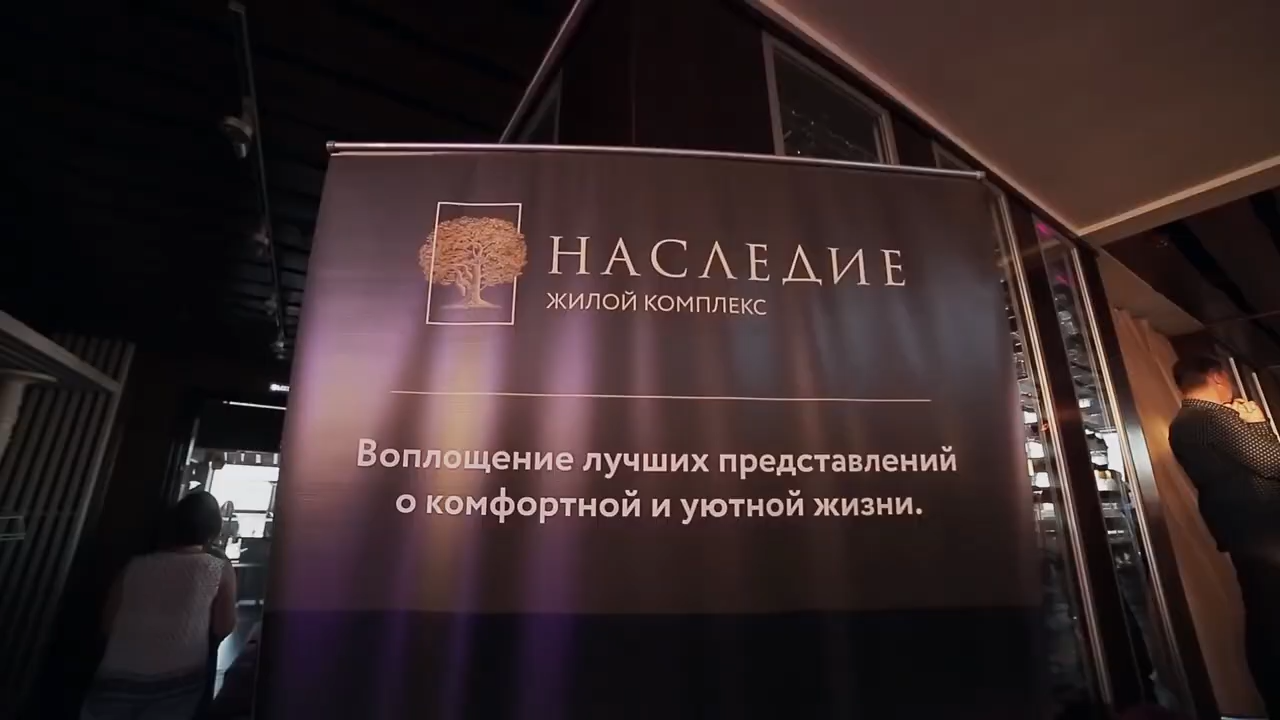 НАСЛЕДИЕ
ЖИЛОЙ КОМПЛЕКС
Воплощение лучших представлений
о комфортной и уютной жизни.